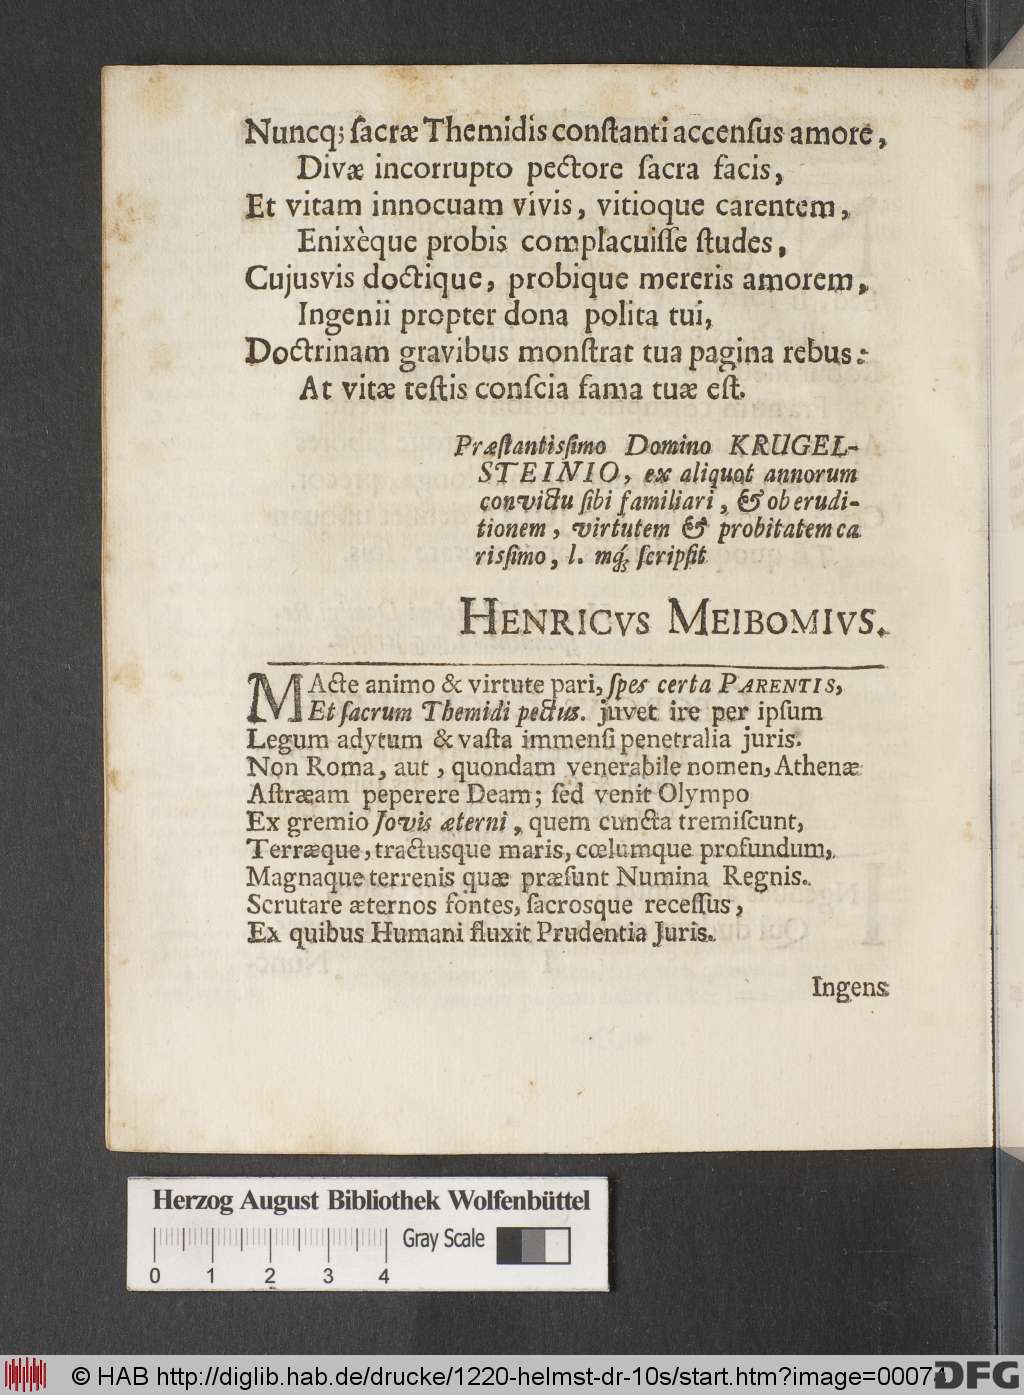 Nuncq; ſacræ Themidis conſtanti accenſus amore,
Divæ incorrupto pectore ſacra facis,
Et vitam innocuam vivis, vitioque carentem,
Enixèque probis complacuiſſe ſtudes,
Cujusvis doctique, probique mereris amorem,
Ingenii propter dona polita tui,
Doctrinam gravibus monſtrat tua pagina rebus:
At vitæ teſtis conſcia fama tuæ eſt.
Præſtantisſimo Domino KRUGEL-
STEINIO, ex aliquot annorum
convictu ſibi familiari, & ob erudi-
tionem, virtutem & probitatem ca
risſimo, l. mq́; ſcripſit
HENRICVS MEIBOMIVS.
MActe animo & virtute pari, ſpes certa PARENTIS,
Et ſacrum Themidi pectus. juvet ire per ipſum
Legum adytum & vaſta immenſi penetralia juris.
Non Roma, aut, quondam venerabile nomen, Athenæ
Aſtræam peperere Deam; ſed venit Olympo
Ex gremio Jovis æterni, quem cuncta tremiſcunt,
Terræque, tractusque maris, cœlumque profundum,
Magnaque terrenis quæ præſunt Numina Regnis.
Scrutare æternos fontes, ſacrosque receſſus,
Ex quibus Humani fluxit Prudentia Juris.
Ingens
Herzog August Bibliothek Wolfenbüttel
Gray Scale
0 1 2 3 4
© HAB http://diglib.hab.de/drucke/1220-helmst-dr-10s/start.htm?image=00074
DFG